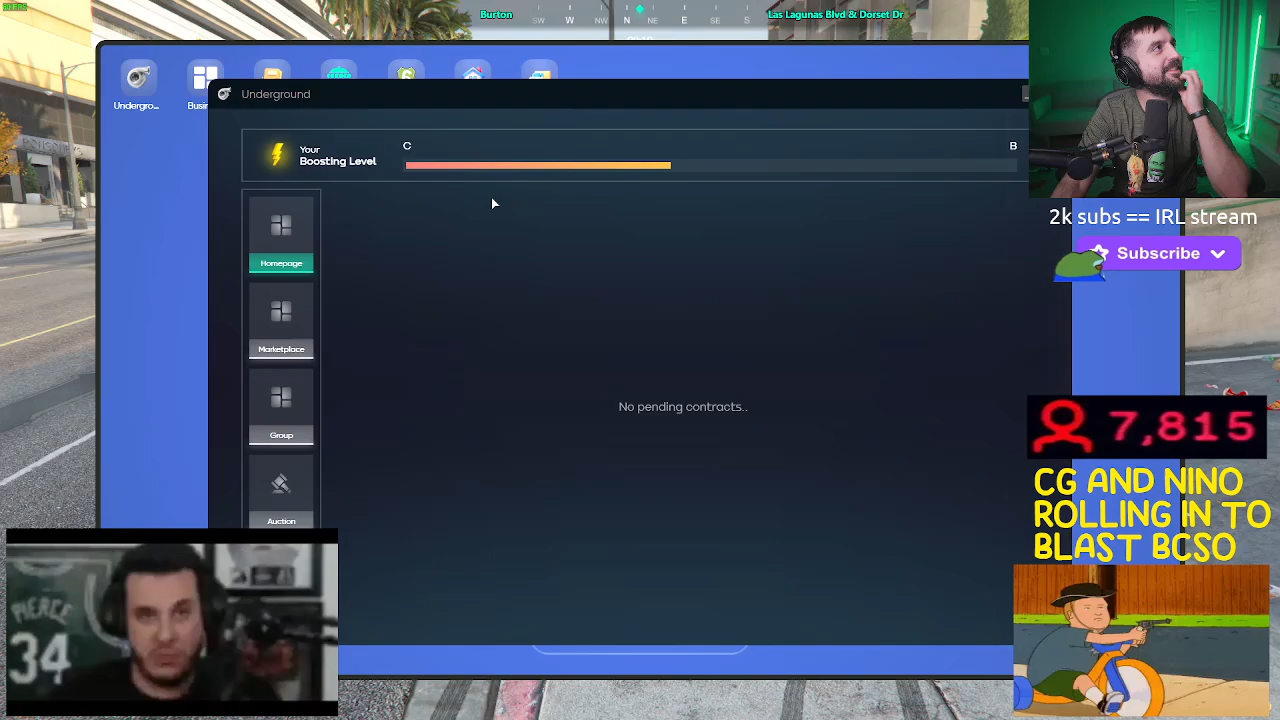 Burton
SW W NW N NE E SE S
Las Lagunas Blvd & Dorset Dr
Undergro...
Underground
Your
Boosting Level
C
B
Homepage
Marketplace
Group
Auction
No pending contracts..
2k subs == IRL stream
Subscribe
7,815
CG AND NINO
ROLLING IN TO
BLAST BCSO
PIERCE
34